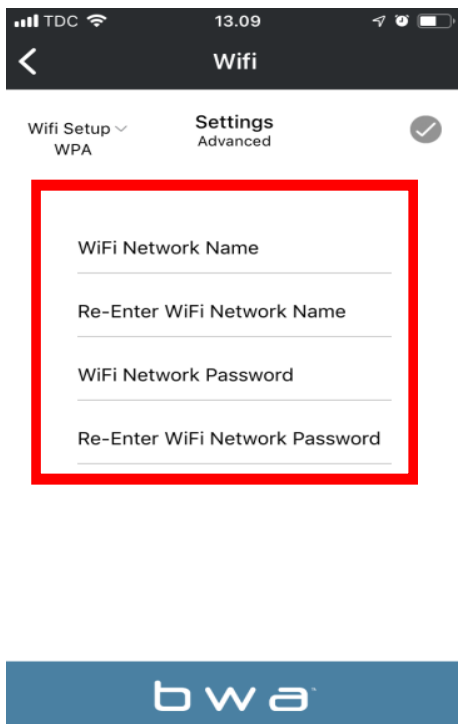 TDC 13.09
Wifi
Wifi Setup Settings
WPA Advanced
WiFi Network Name
Re-Enter WiFi Network Name
WiFi Network Password
Re-Enter WiFi Network Password
bwa